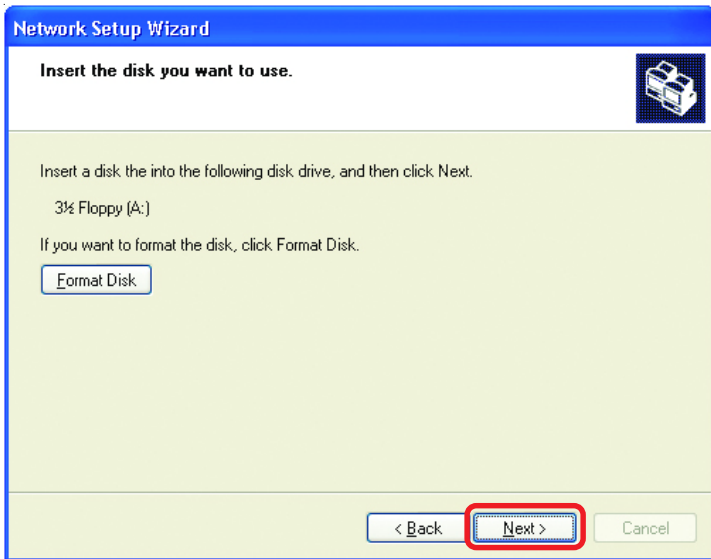 Network Setup Wizard
Insert the disk you want to use.
Insert a disk the into the following disk drive, and then click Next.
3½ Floppy (A:)
If you want to format the disk, click Format Disk.
Format Disk
< Back Next > Cancel